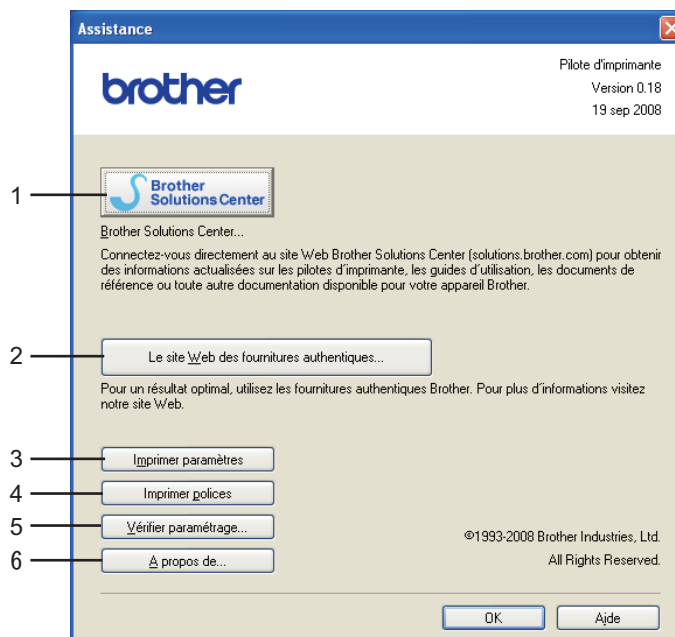 Assistance
brother
Pilote d'imprimante
Version 0.18
19 sep 2008
1
Brother
Solutions Center
Brother Solutions Center...
Connectez-vous directement au site Web Brother Solutions Center (solutions.brother.com) pour obtenir
des informations actualisées sur les pilotes d´imprimante, les guides d´utilisation, les documents de
référence ou toute autre documentation disponible pour votre appareil Brother.
2
Le site Web des fournitures authentiques...
Pour un résultat optimal, utilisez les fournitures authentiques Brother. Pour plus d´informations visitez
notre site Web.
3
Imprimer paramètres
4
Imprimer polices
5
Vérifier paramétrage...
©1993-2008 Brother Industries, Ltd.
6
A propos de...
All Rights Reserved.
OK
Aide